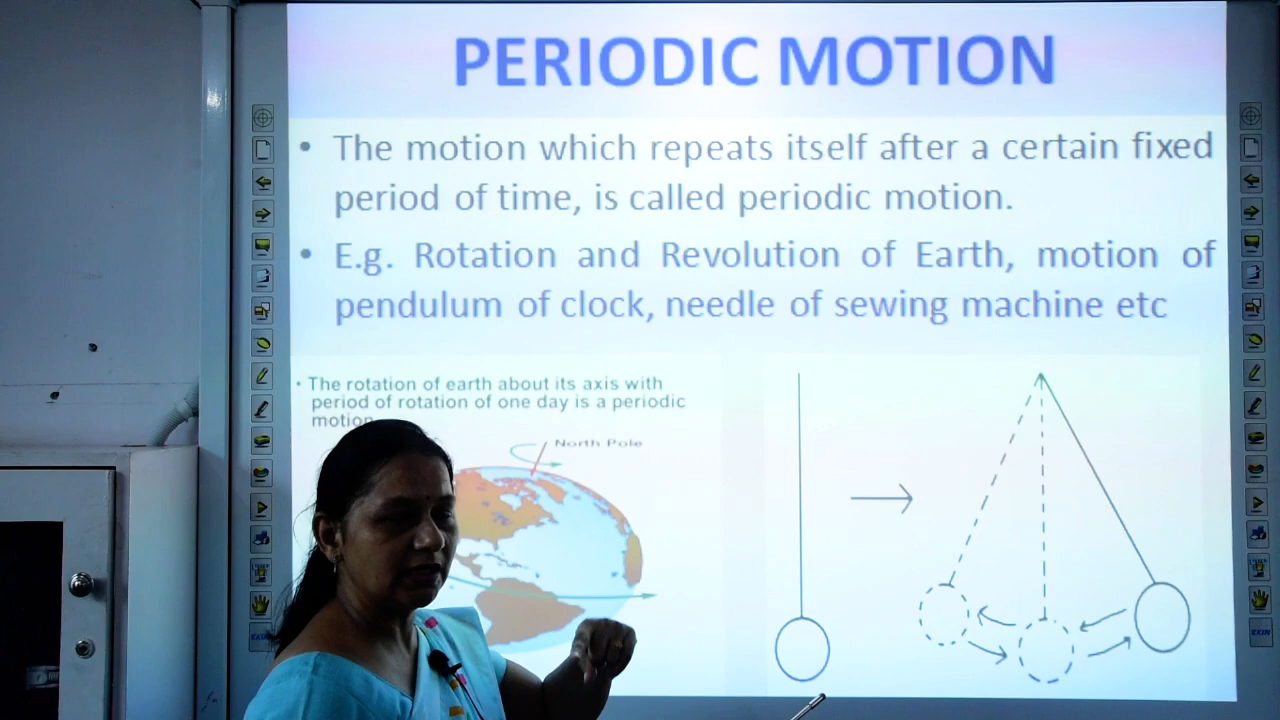 PERIODIC MOTION
• The motion which repeats itself after a certain fixed
period of time, is called periodic motion.
• E.g. Rotation and Revolution of Earth, motion of
pendulum of clock, needle of sewing machine etc
• The rotation of earth about its axis with
period of rotation of one day is a periodic
motion
North Pole